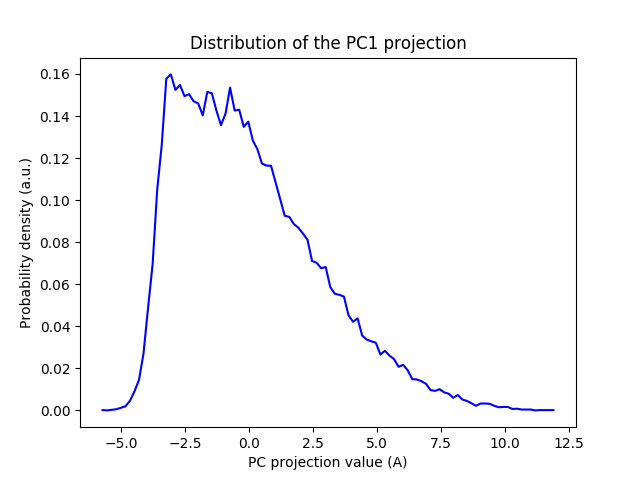 Distribution of the PC1 projection
Probability density (a.u.)
0.16
0.14
0.12
0.10
0.08
0.06
0.04
0.02
0.00
−5.0 −2.5 0.0 2.5 5.0 7.5 10.0 12.5
PC projection value (A)